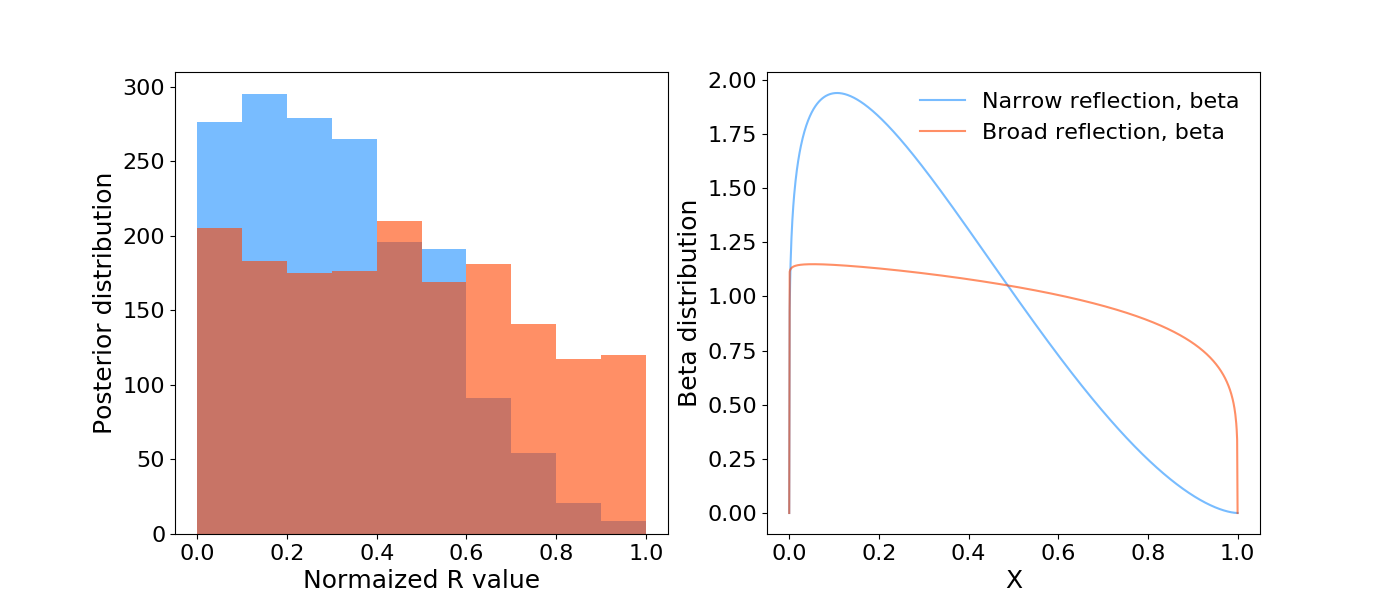 Posterior distribution
300
250
200
150
100
50
0
0.0 0.2 0.4 0.6 0.8 1.0
Normaized R value
Beta distribution
2.00
1.75
1.50
1.25
1.00
0.75
0.50
0.25
0.00
0.0 0.2 0.4 0.6 0.8 1.0
X
Narrow reflection, beta
Broad reflection, beta